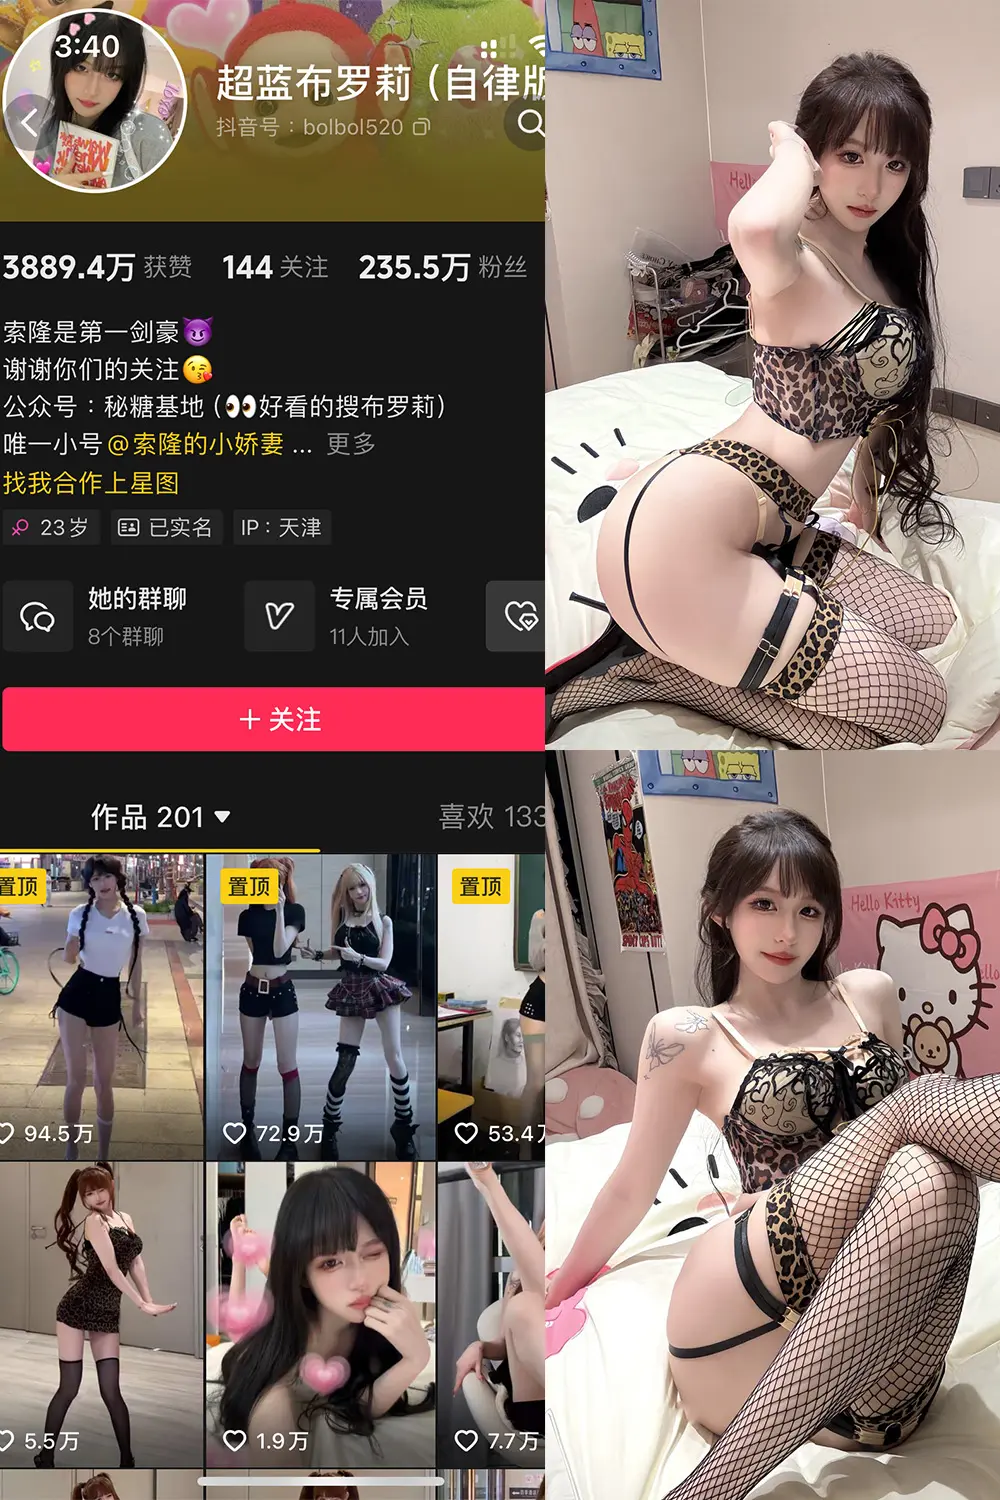 3:40
超蓝布罗莉（自律版
抖音号：bolbol520
3889.4万 获赞 144 关注 235.5万 粉丝
索隆是第一剑豪😈
谢谢你们的关注😘
公众号：秘糖基地（👀好看的搜布罗莉）
唯一小号@索隆的小娇妻 ... 更多
找我合作上星图
23岁 已实名 IP：天津
她的群聊
8个群聊
专属会员
11人加入
+ 关注
作品 201 喜欢 133
置顶 置顶 置顶
94.5万 72.9万 53.4万
5.5万 1.9万 7.7万
Hello Kitty